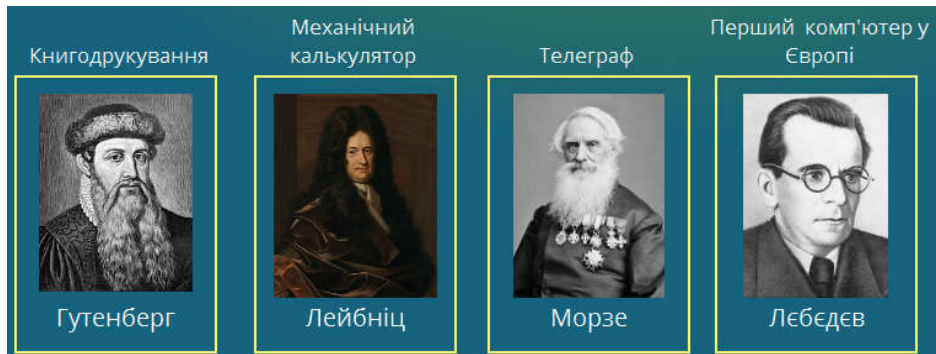 Книгодрукування
Механічний
калькулятор
Телеграф
Перший комп'ютер у
Європі
Гутенберг
Лейбніц
Морзе
Лєбєдєв